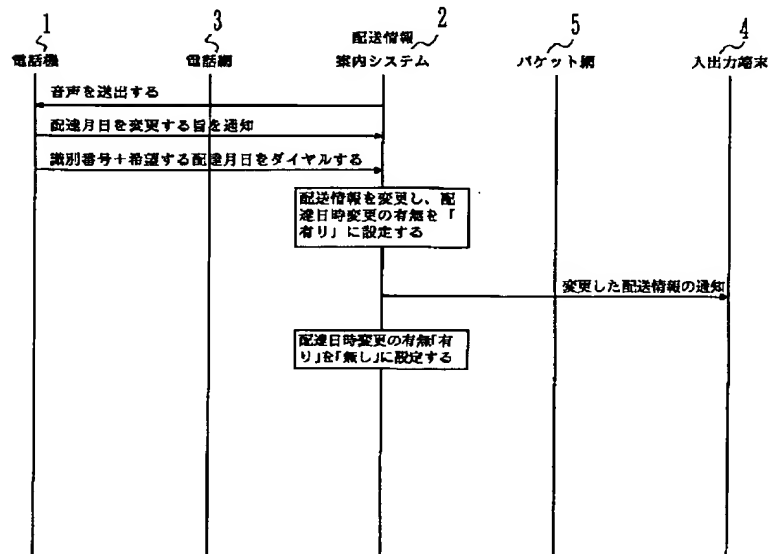 1
3
配送情報
2
5
4
電話機
電話網
案内システム
パケット網
入出力端末
音声を送出する
配達月日を変更する旨を通知
識別番号+希望する配達月日をダイヤルする
配送情報を変更し、配
達日時変更の有無を「
有り」に設定する
変更した配送情報の通知
配達日時変更の有無「有
り」を「無し」に設定する